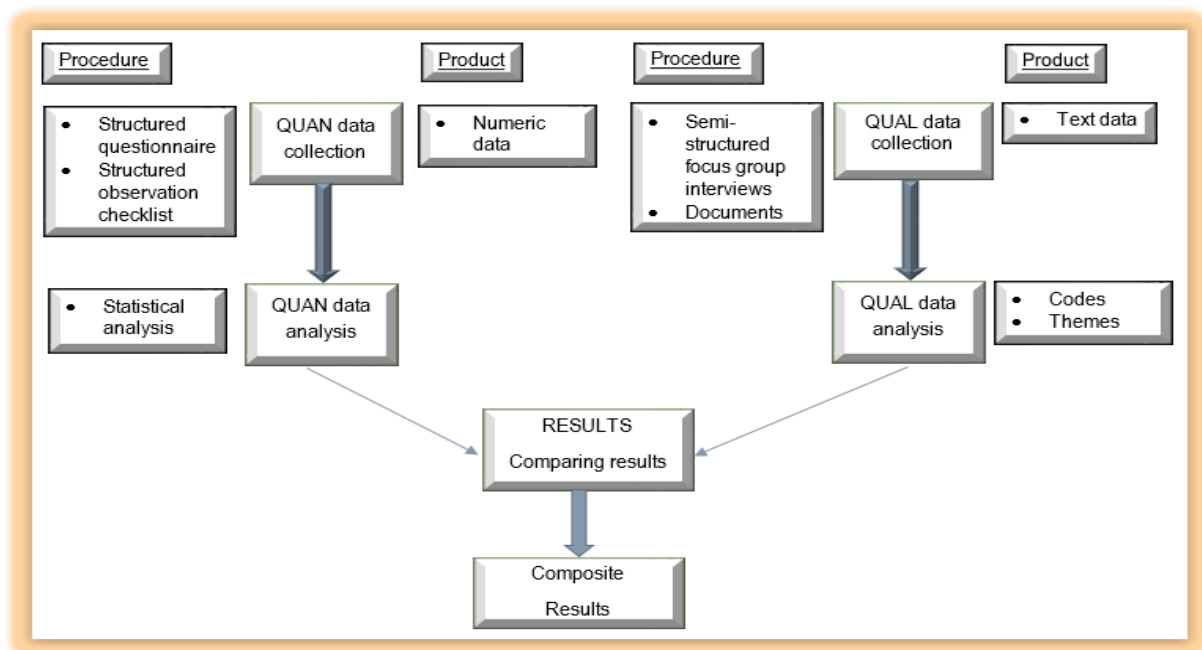 Procedure
Product
Procedure
Product
• Structured
questionnaire
• Structured
observation
checklist
QUAN data
collection
• Numeric
data
• Semi-
structured
focus group
interviews
• Documents
QUAL data
collection
• Text data
• Statistical
analysis
QUAN data
analysis
QUAL data
analysis
• Codes
• Themes
RESULTS
Comparing results
Composite
Results